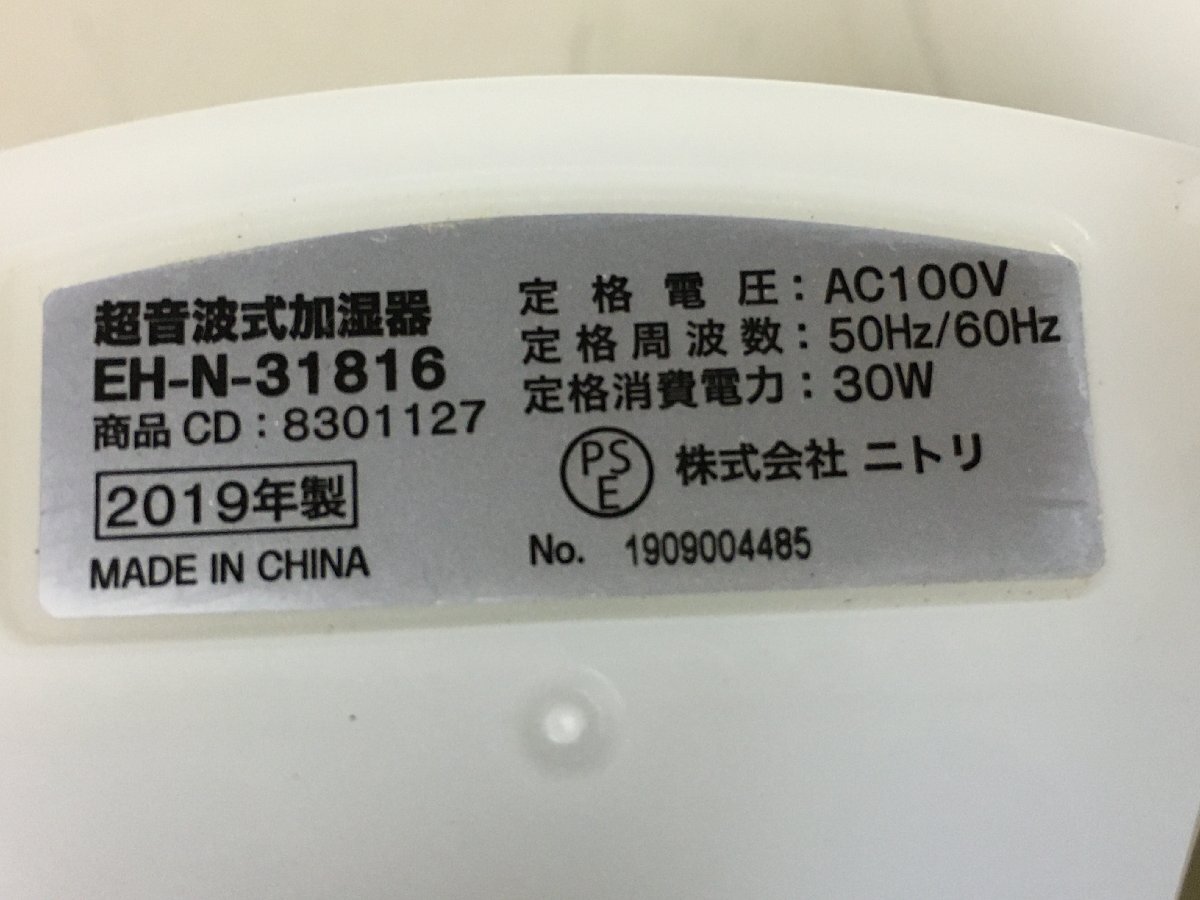 超音波式加湿器
EH-N-31816
商品 CD：8301127
2019年製
MADE IN CHINA
定格電圧：AC100V
定格周波数：50Hz/60Hz
定格消費電力：30W
PSE 株式会社 ニトリ
No. 1909004485